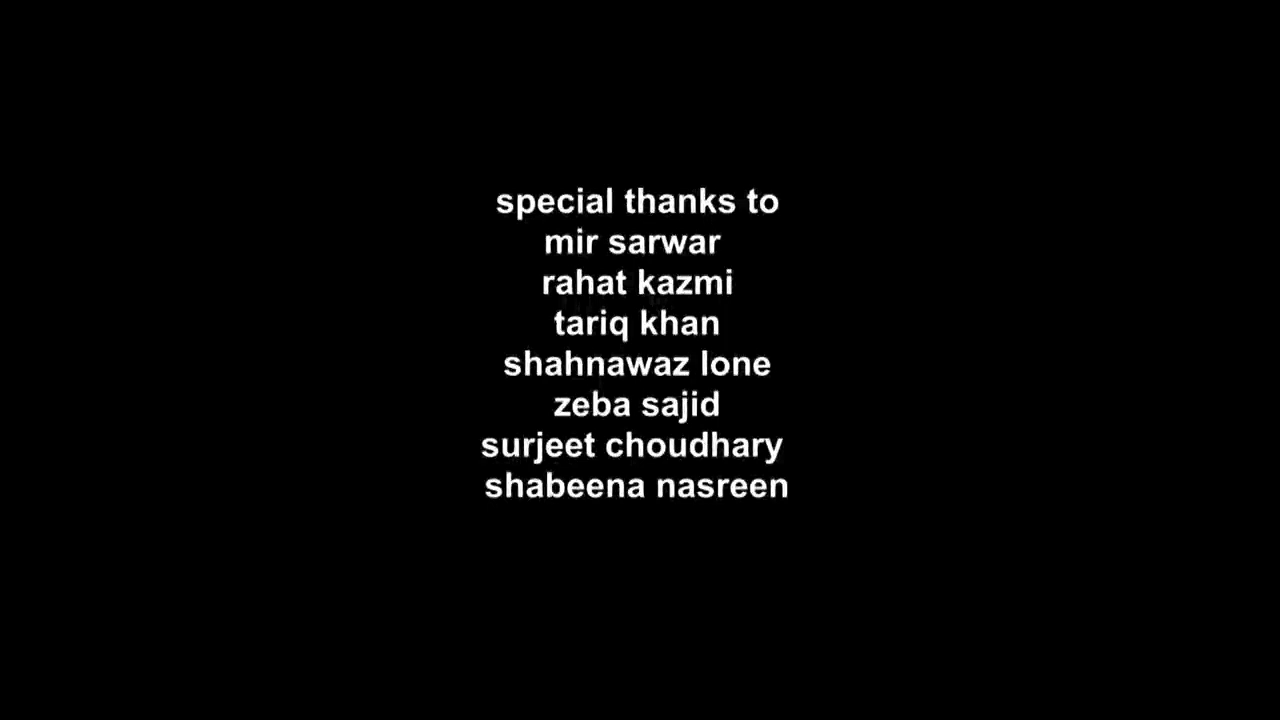 special thanks to
mir sarwar
rahat kazmi
tariq khan
shahnawaz lone
zeba sajid
surjeet choudhary
shabeena nasreen